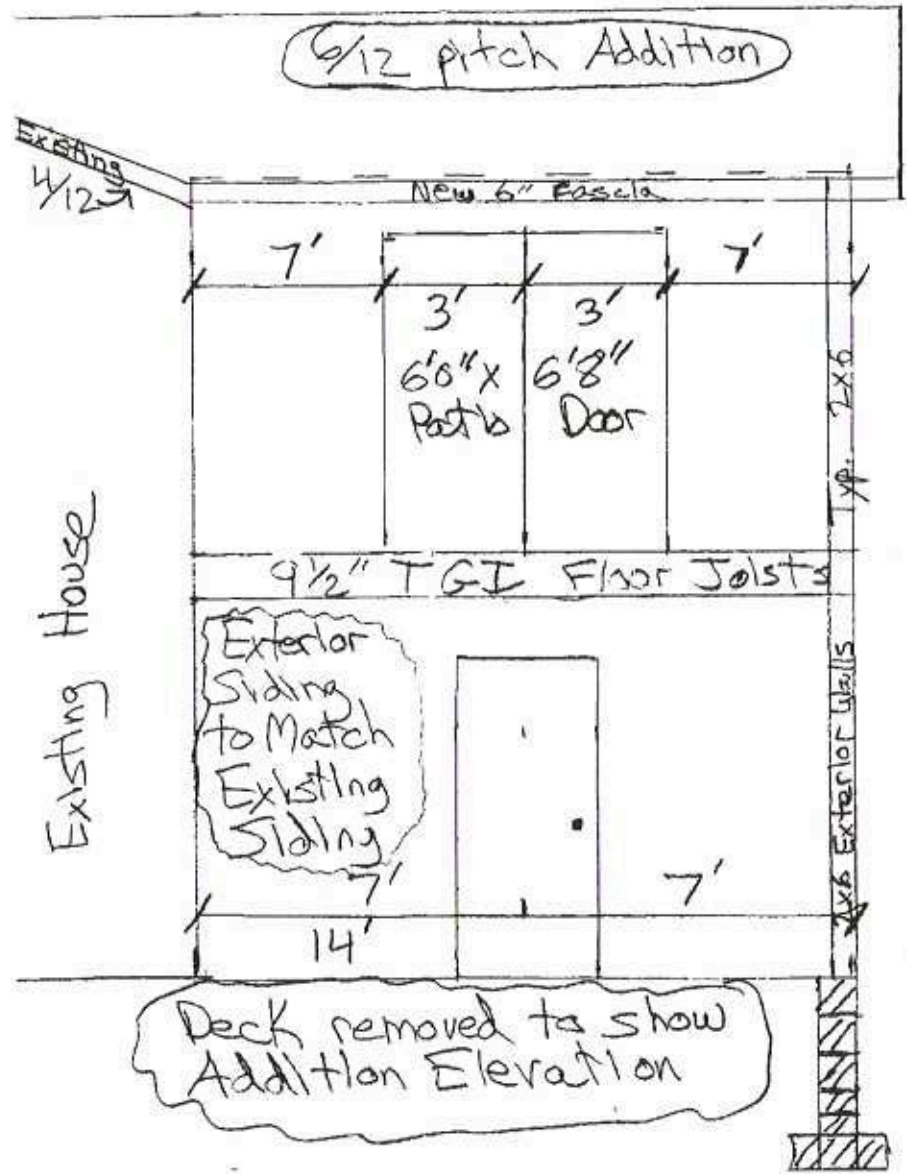 6/12 pitch Addition
Existing
4/12
New 6" Fascia
7'
7'
3'
3'
6'0" x 6'8"
Patio Door
Typ. 2x6
9 1/2" TGI Floor Joists
Existing House
Exterior
Siding
to Match
Existing
Siding
2x6 Exterior Walls
7'
7'
14'
Deck removed to show
Addition Elevation